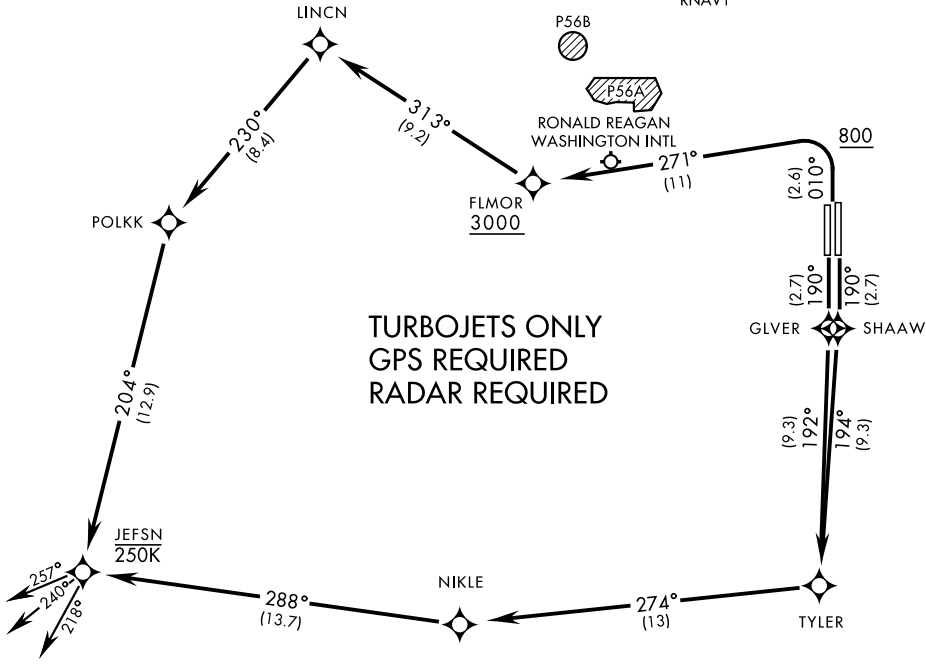 RNAV1
LINCN
P56B
P56A
RONALD REAGAN
WASHINGTON INTL
800
313°
(9.2)
271°
(11)
(2.6)
010°
230°
(8.4)
FLMOR
3000
POLKK
(2.7)
190°
190°
(2.7)
TURBOJETS ONLY
GPS REQUIRED
RADAR REQUIRED
GLVER
SHAAW
204°
(12.9)
(9.3)
192°
194°
(9.3)
JEFSN
250K
257°
240°
218°
288°
(13.7)
NIKLE
274°
(13)
TYLER